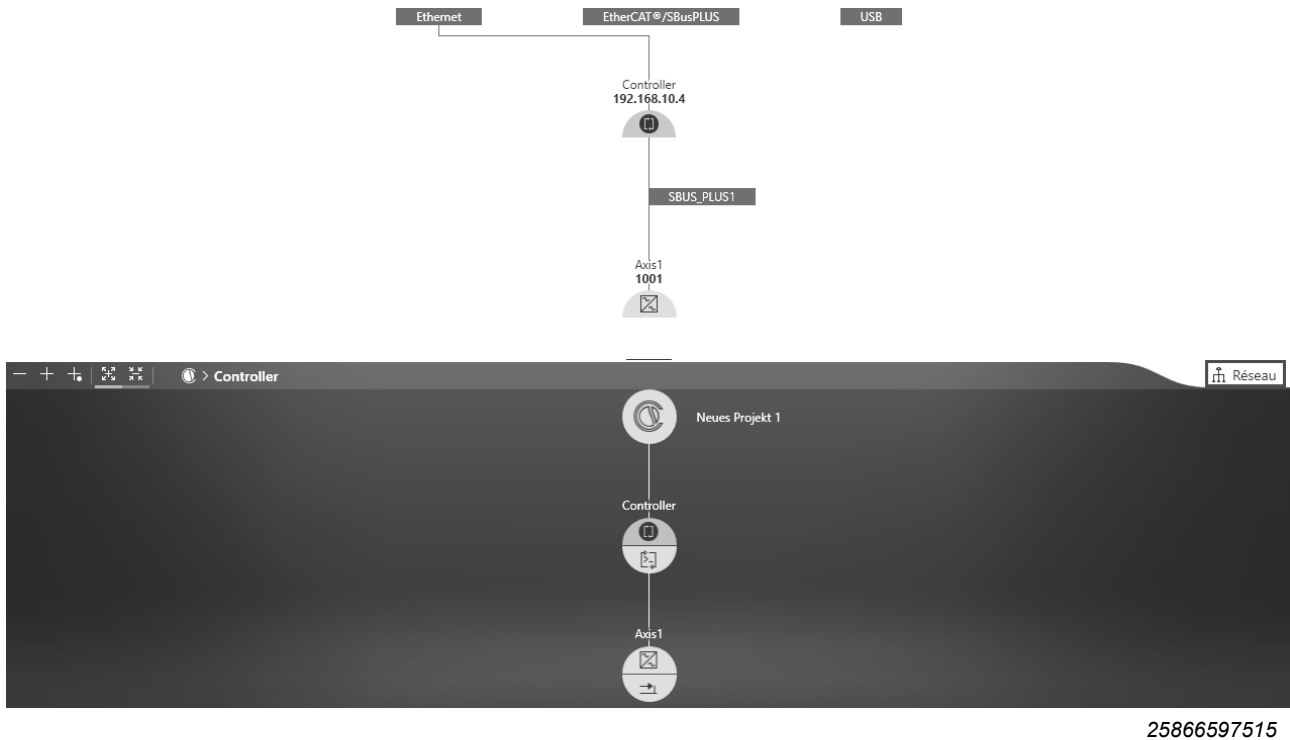 Ethernet
EtherCAT®/SBusPLUS
USB
Controller
192.168.10.4
SBUS_PLUS1
Axis1
1001
> Controller
Réseau
Neues Projekt 1
Controller
Axis1
25866597515